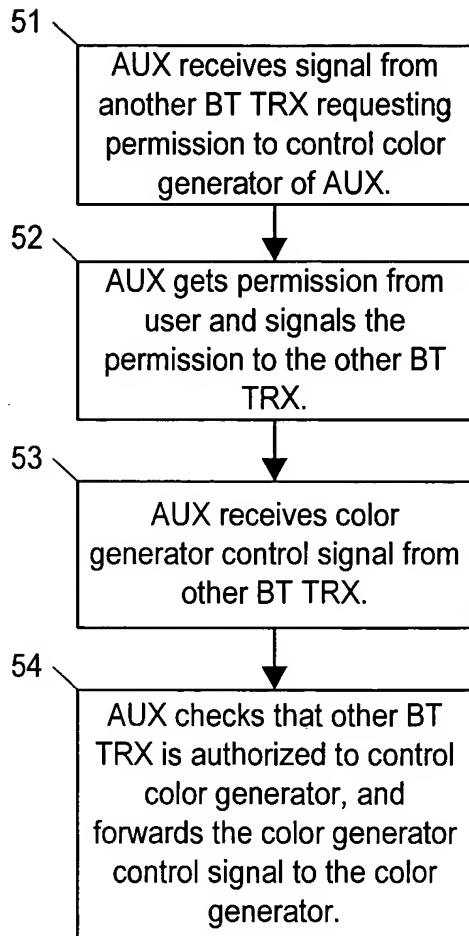 51
AUX receives signal from
another BT TRX requesting
permission to control color
generator of AUX.
52
AUX gets permission from
user and signals the
permission to the other BT
TRX.
53
AUX receives color
generator control signal from
other BT TRX.
54
AUX checks that other BT
TRX is authorized to control
color generator, and
forwards the color generator
control signal to the color
generator.